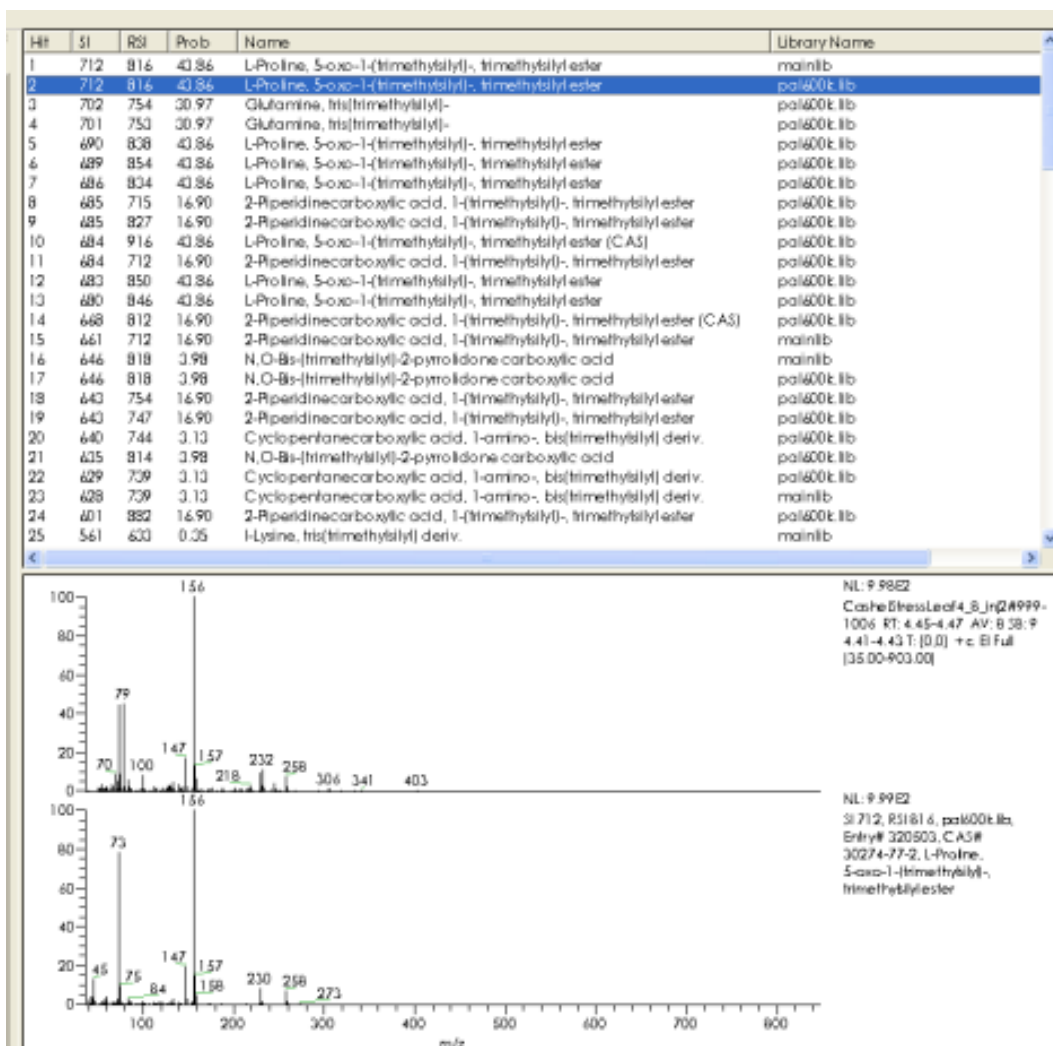 Hit SI RSI Prob Name Library Name
1 712 816 43.86 L-Proline, 5-oxo-1-(trimethylsilyl)-, trimethylsilyl ester mainlib
2 712 816 43.86 L-Proline, 5-oxo-1-(trimethylsilyl)-, trimethylsilyl ester pal600k.lib
3 702 754 30.97 Glutamine, tris(trimethylsilyl)- pal600k.lib
4 701 753 30.97 Glutamine, tris(trimethylsilyl)- pal600k.lib
5 690 838 43.86 L-Proline, 5-oxo-1-(trimethylsilyl)-, trimethylsilyl ester pal600k.lib
6 689 854 43.86 L-Proline, 5-oxo-1-(trimethylsilyl)-, trimethylsilyl ester pal600k.lib
7 686 834 43.86 L-Proline, 5-oxo-1-(trimethylsilyl)-, trimethylsilyl ester pal600k.lib
8 685 715 16.90 2-Piperidinecarboxylic acid, 1-(trimethylsilyl)-, trimethylsilyl ester pal600k.lib
9 685 827 16.90 2-Piperidinecarboxylic acid, 1-(trimethylsilyl)-, trimethylsilyl ester pal600k.lib
10 684 916 43.86 L-Proline, 5-oxo-1-(trimethylsilyl)-, trimethylsilyl ester (CAS) pal600k.lib
11 684 712 16.90 2-Piperidinecarboxylic acid, 1-(trimethylsilyl)-, trimethylsilyl ester pal600k.lib
12 683 850 43.86 L-Proline, 5-oxo-1-(trimethylsilyl)-, trimethylsilyl ester pal600k.lib
13 680 846 43.86 L-Proline, 5-oxo-1-(trimethylsilyl)-, trimethylsilyl ester pal600k.lib
14 668 812 16.90 2-Piperidinecarboxylic acid, 1-(trimethylsilyl)-, trimethylsilyl ester (CAS) pal600k.lib
15 661 712 16.90 2-Piperidinecarboxylic acid, 1-(trimethylsilyl)-, trimethylsilyl ester mainlib
16 646 818 3.98 N,O-Bis-(trimethylsilyl)-2-pyrrolidone carboxylic acid mainlib
17 646 818 3.98 N,O-Bis-(trimethylsilyl)-2-pyrrolidone carboxylic acid pal600k.lib
18 643 754 16.90 2-Piperidinecarboxylic acid, 1-(trimethylsilyl)-, trimethylsilyl ester pal600k.lib
19 643 747 16.90 2-Piperidinecarboxylic acid, 1-(trimethylsilyl)-, trimethylsilyl ester pal600k.lib
20 640 744 3.13 Cyclopentanecarboxylic acid, 1-amino-, bis(trimethylsilyl) deriv. pal600k.lib
21 635 814 3.98 N,O-Bis-(trimethylsilyl)-2-pyrrolidone carboxylic acid pal600k.lib
22 629 739 3.13 Cyclopentanecarboxylic acid, 1-amino-, bis(trimethylsilyl) deriv. pal600k.lib
23 628 739 3.13 Cyclopentanecarboxylic acid, 1-amino-, bis(trimethylsilyl) deriv. mainlib
24 601 882 16.90 2-Piperidinecarboxylic acid, 1-(trimethylsilyl)-, trimethylsilyl ester pal600k.lib
25 561 633 0.35 l-Lysine, tris(trimethylsilyl) deriv. mainlib
100 80 60 40 20 0
156
79
70
100
147
157
218
232
258
306
341
403
NL: 9.98E2
1006 RT: 4.45-4.47 AV: 8 SB: 9
4.41-4.43 T: {0,0} + c EI Full
[35.00-903.00]
100 80 60 40 20 0
156
73
45
75
84
147
157
158
230
258
273
NL: 9.99E2
SI 712, RSI 816, pal600k.lib,
Entry# 320503, CAS#
30274-77-2, L-Proline,
5-oxo-1-(trimethylsilyl)-,
trimethylsilyl ester
100 200 300 400 500 600 700 800
m/z